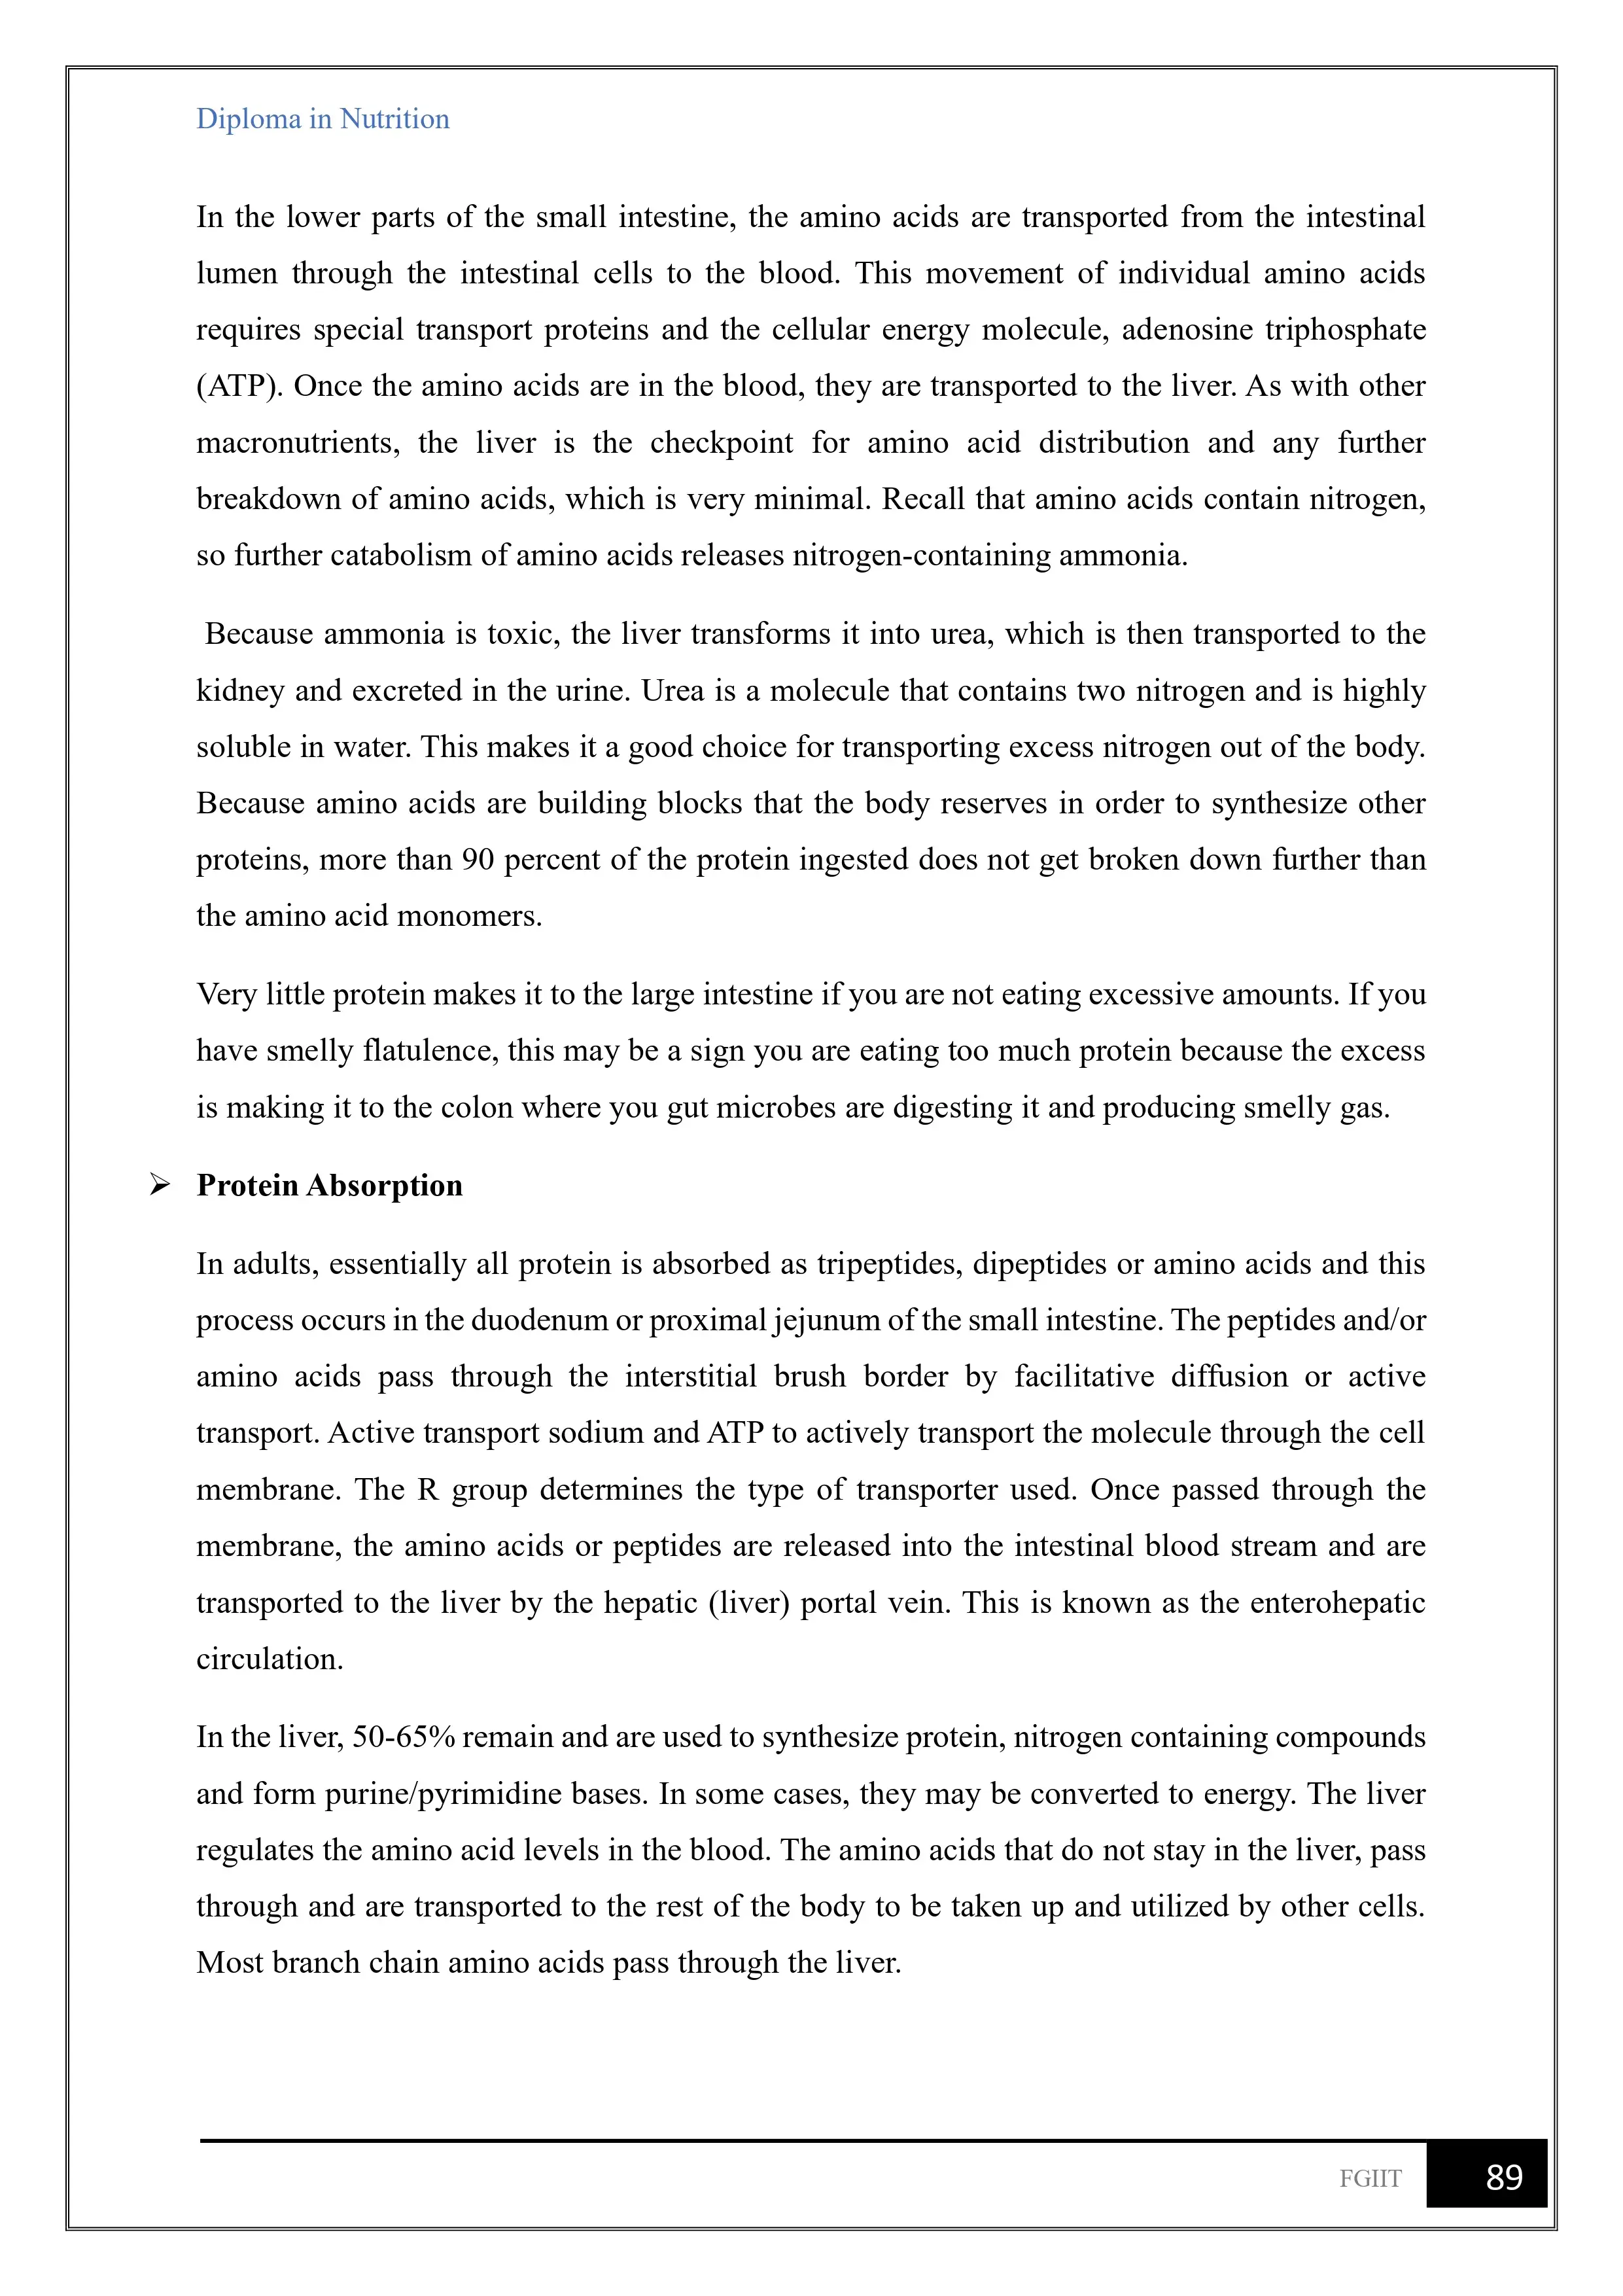 Diploma in Nutrition
In the lower parts of the small intestine, the amino acids are transported from the intestinal
lumen through the intestinal cells to the blood. This movement of individual amino acids
requires special transport proteins and the cellular energy molecule, adenosine triphosphate
(ATP). Once the amino acids are in the blood, they are transported to the liver. As with other
macronutrients, the liver is the checkpoint for amino acid distribution and any further
breakdown of amino acids, which is very minimal. Recall that amino acids contain nitrogen,
so further catabolism of amino acids releases nitrogen-containing ammonia.
Because ammonia is toxic, the liver transforms it into urea, which is then transported to the
kidney and excreted in the urine. Urea is a molecule that contains two nitrogen and is highly
soluble in water. This makes it a good choice for transporting excess nitrogen out of the body.
Because amino acids are building blocks that the body reserves in order to synthesize other
proteins, more than 90 percent of the protein ingested does not get broken down further than
the amino acid monomers.
Very little protein makes it to the large intestine if you are not eating excessive amounts. If you
have smelly flatulence, this may be a sign you are eating too much protein because the excess
is making it to the colon where you gut microbes are digesting it and producing smelly gas.
➢ Protein Absorption
In adults, essentially all protein is absorbed as tripeptides, dipeptides or amino acids and this
process occurs in the duodenum or proximal jejunum of the small intestine. The peptides and/or
amino acids pass through the interstitial brush border by facilitative diffusion or active
transport. Active transport sodium and ATP to actively transport the molecule through the cell
membrane. The R group determines the type of transporter used. Once passed through the
membrane, the amino acids or peptides are released into the intestinal blood stream and are
transported to the liver by the hepatic (liver) portal vein. This is known as the enterohepatic
circulation.
In the liver, 50-65% remain and are used to synthesize protein, nitrogen containing compounds
and form purine/pyrimidine bases. In some cases, they may be converted to energy. The liver
regulates the amino acid levels in the blood. The amino acids that do not stay in the liver, pass
through and are transported to the rest of the body to be taken up and utilized by other cells.
Most branch chain amino acids pass through the liver.
FGIIT 89